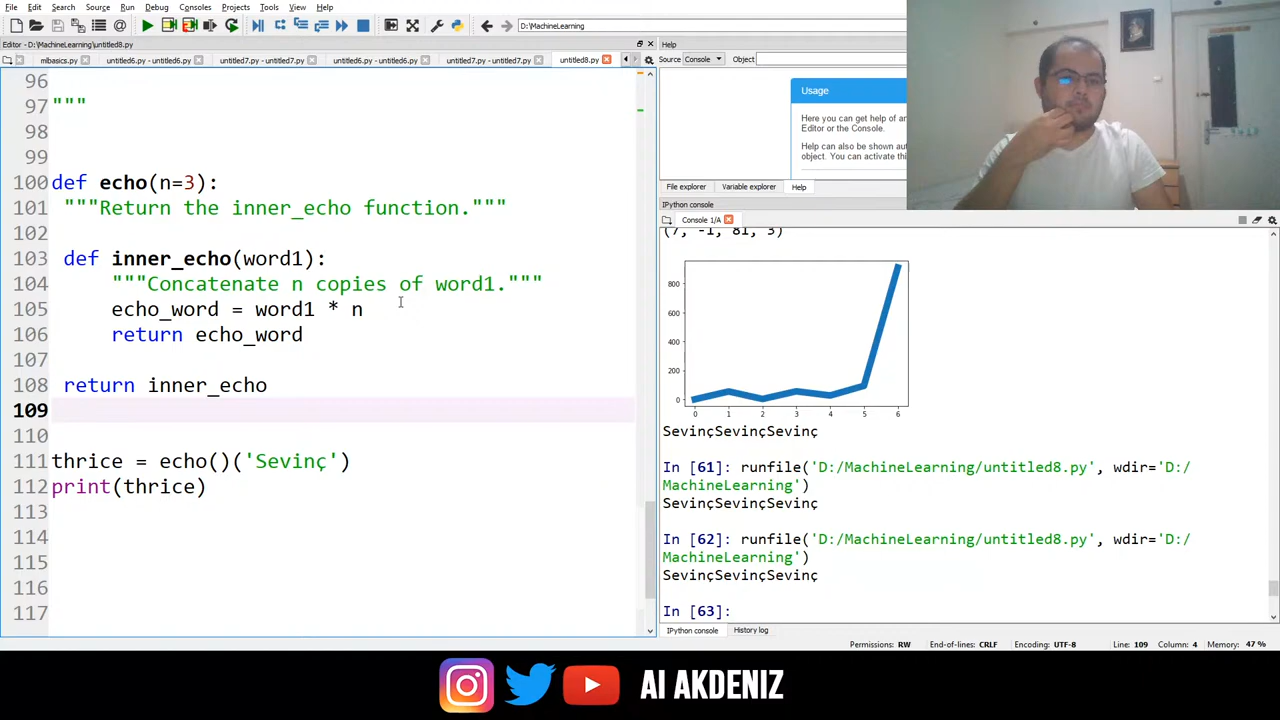 File Edit Search Source Run Debug Consoles Projects Tools View Help
D:\MachineLearning
Editor - D:\MachineLearning\untitled8.py
mlbasics.py untitled6.py - untitled6.py untitled7.py - untitled7.py untitled6.py - untitled6.py untitled7.py - untitled7.py untitled8.py
96
97 """
98
99
100 def echo(n=3):
101 """Return the inner_echo function."""
102
103 def inner_echo(word1):
104 """Concatenate n copies of word1."""
105 echo_word = word1 * n
106 return echo_word
107
108 return inner_echo
109
110
111 thrice = echo()('Sevinç')
112 print(thrice)
113
114
115
116
117
Help
Source Console Object
Usage
Here you can get help of an
Editor or the Console.
Help can also be shown aut
object. You can activate thi
File explorer Variable explorer Help
IPython console
Console 1/A
(7, -1, 81, 3)
800
600
400
200
0
0 1 2 3 4 5 6
SevinçSevinçSevinç
In [61]: runfile('D:/MachineLearning/untitled8.py', wdir='D:/
MachineLearning')
SevinçSevinçSevinç
In [62]: runfile('D:/MachineLearning/untitled8.py', wdir='D:/
MachineLearning')
SevinçSevinçSevinç
In [63]:
IPython console History log
Permissions: RW End-of-lines: CRLF Encoding: UTF-8 Line: 109 Column: 4 Memory: 47 %
AI AKDENİZ